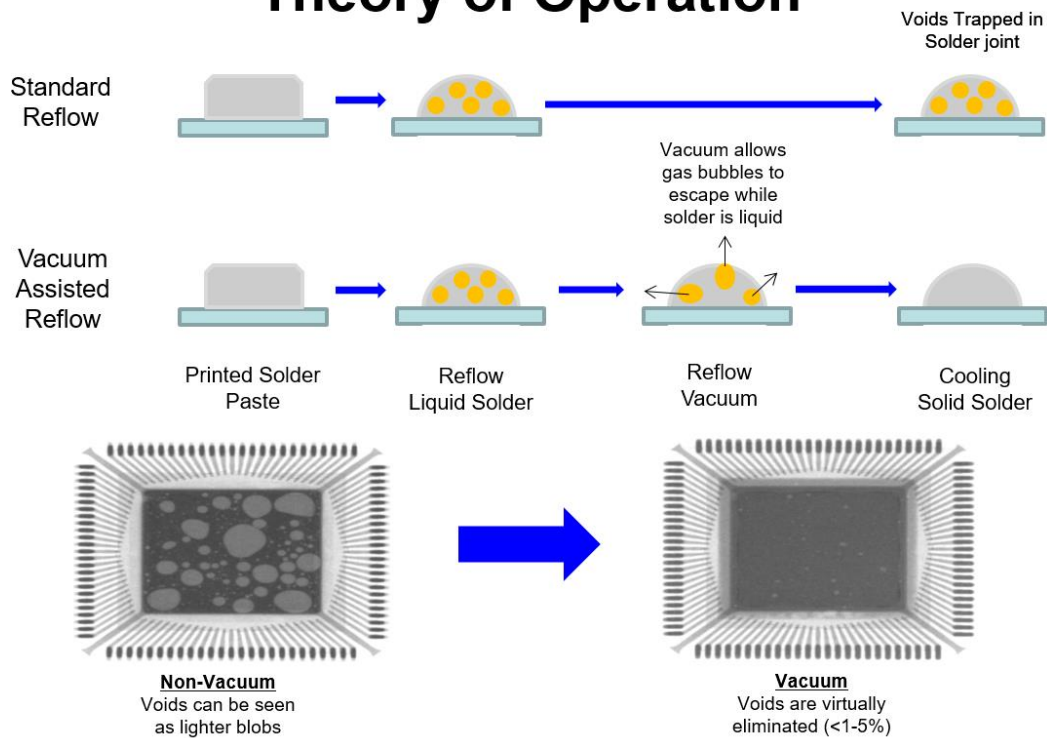 Theory of Operation
Voids Trapped in
Solder joint
Standard
Reflow
Vacuum allows
gas bubbles to
escape while
solder is liquid
Vacuum
Assisted
Reflow
Printed Solder
Paste
Reflow
Liquid Solder
Reflow
Vacuum
Cooling
Solid Solder
Non-Vacuum
Voids can be seen
as lighter blobs
Vacuum
Voids are virtually
eliminated (<1-5%)